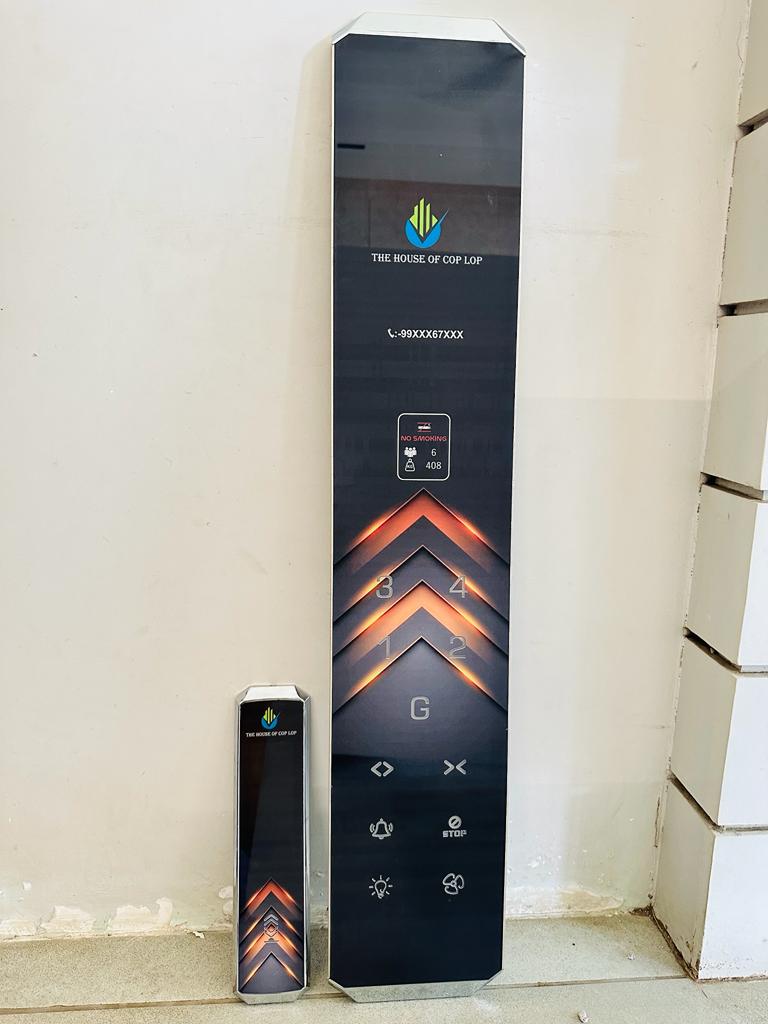 THE HOUSE OF COP LOP
:-99XXX67XXX
NO SMOKING
6
KG 408
3 4
1 2
G
<> ><
STOP
THE HOUSE OF COP LOP